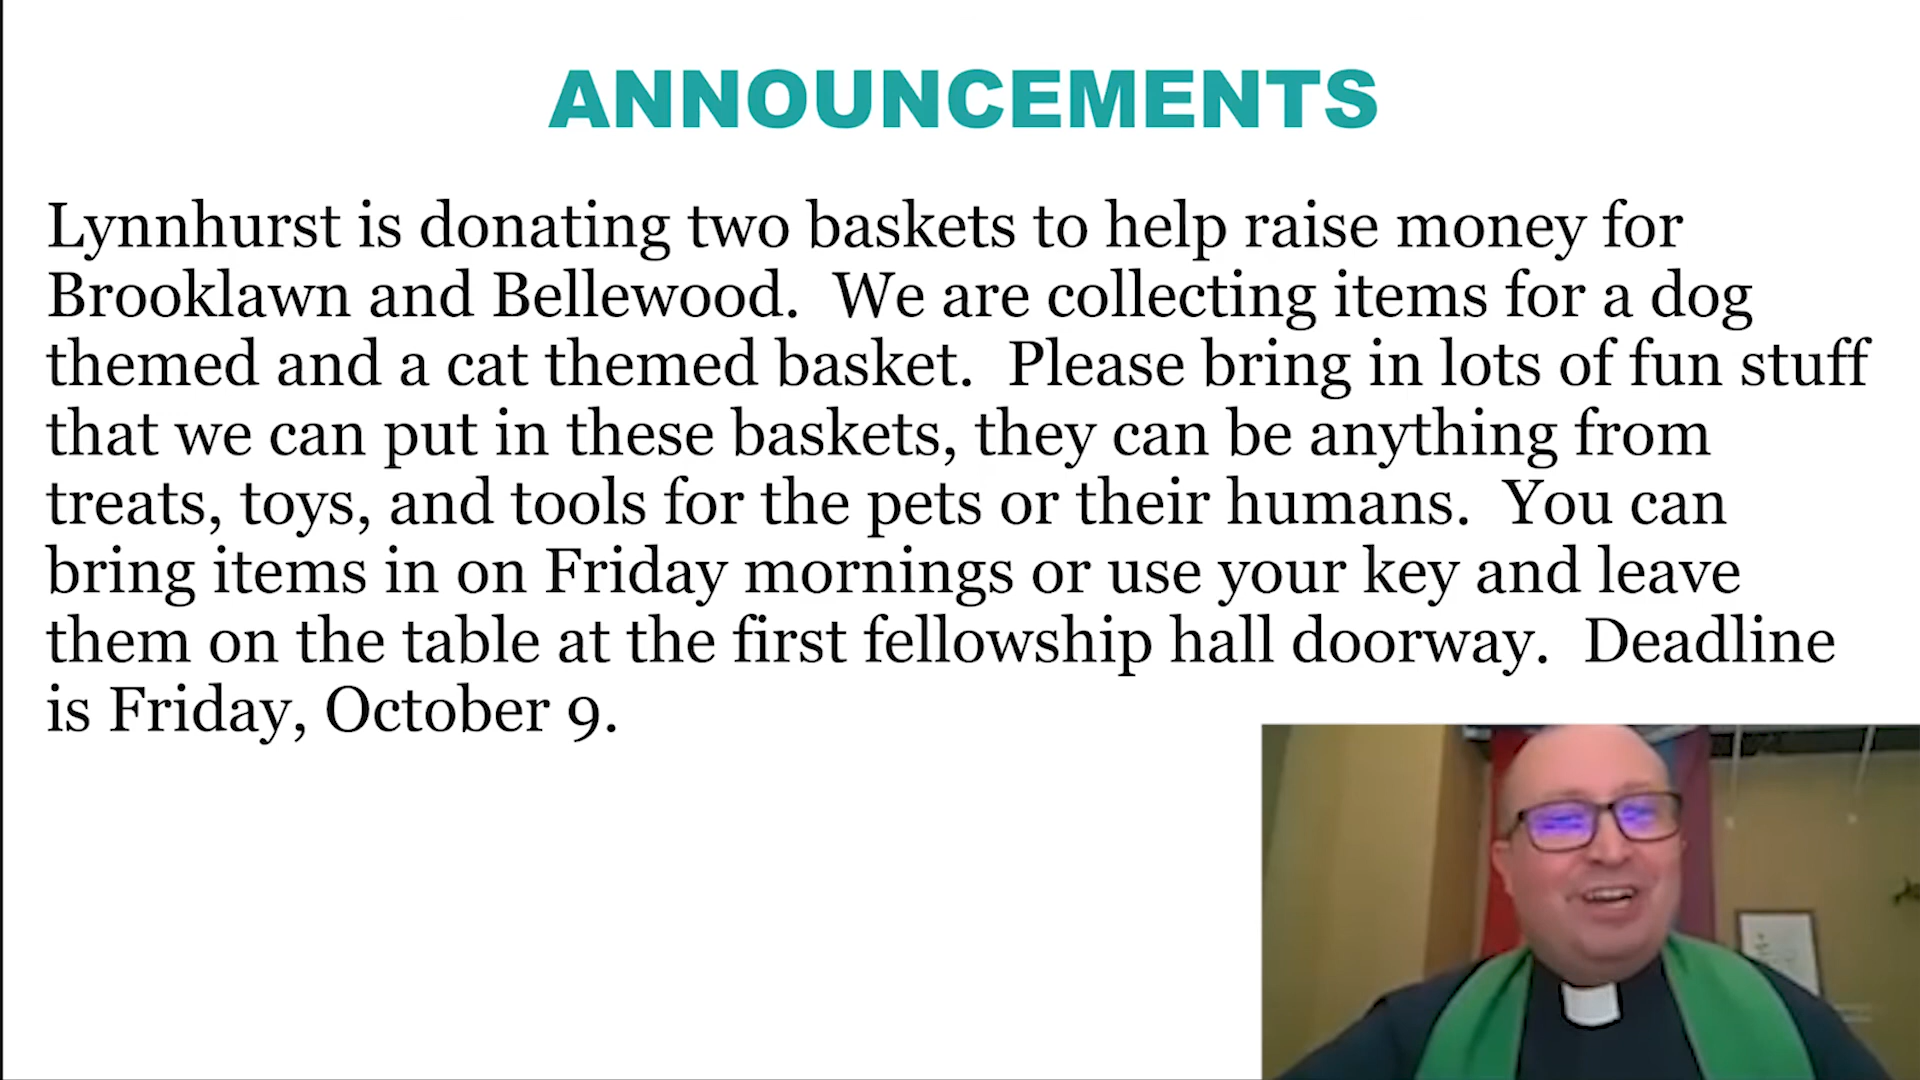 ANNOUNCEMENTS
Lynnhurst is donating two baskets to help raise money for
Brooklawn and Bellewood.  We are collecting items for a dog
themed and a cat themed basket.  Please bring in lots of fun stuff
that we can put in these baskets, they can be anything from
treats, toys, and tools for the pets or their humans.  You can
bring items in on Friday mornings or use your key and leave
them on the table at the first fellowship hall doorway.  Deadline
is Friday, October 9.